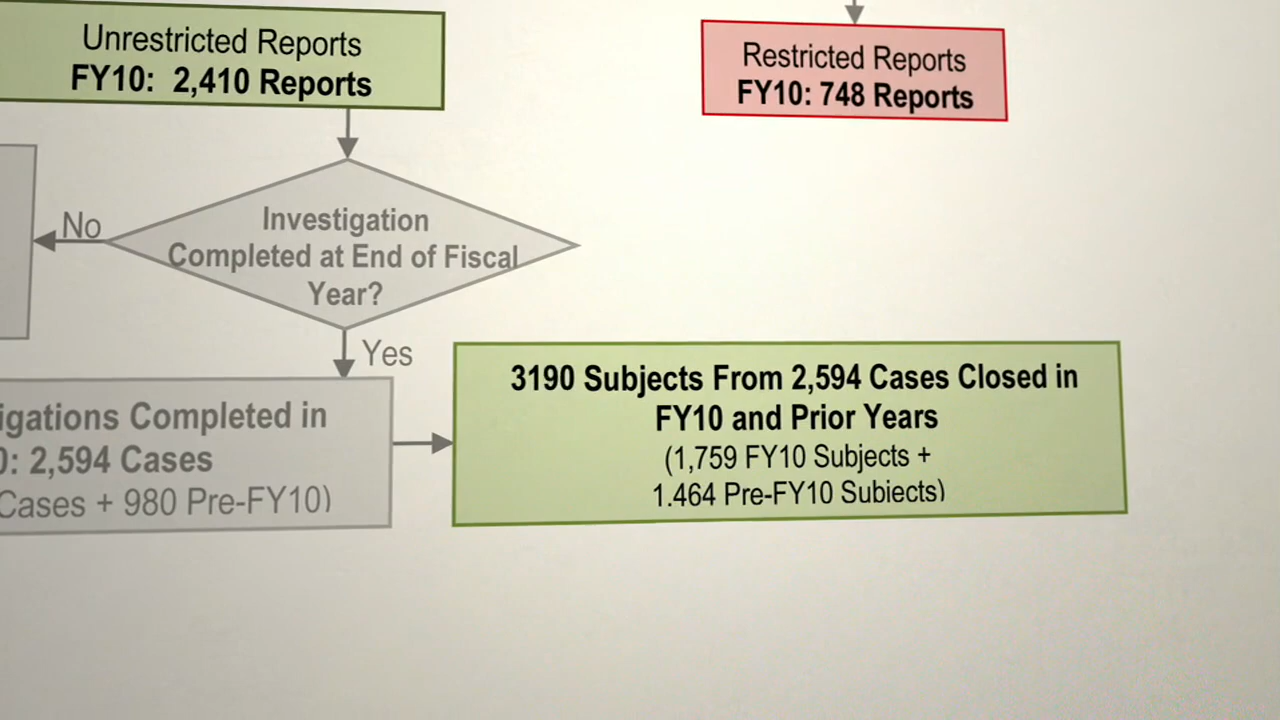 Unrestricted Reports
FY10: 2,410 Reports
Restricted Reports
FY10: 748 Reports
No
Investigation
Completed at End of Fiscal
Year?
Yes
igations Completed in
0: 2,594 Cases
Cases + 980 Pre-FY10)
3190 Subjects From 2,594 Cases Closed in
FY10 and Prior Years
(1,759 FY10 Subjects +
1,464 Pre-FY10 Subjects)